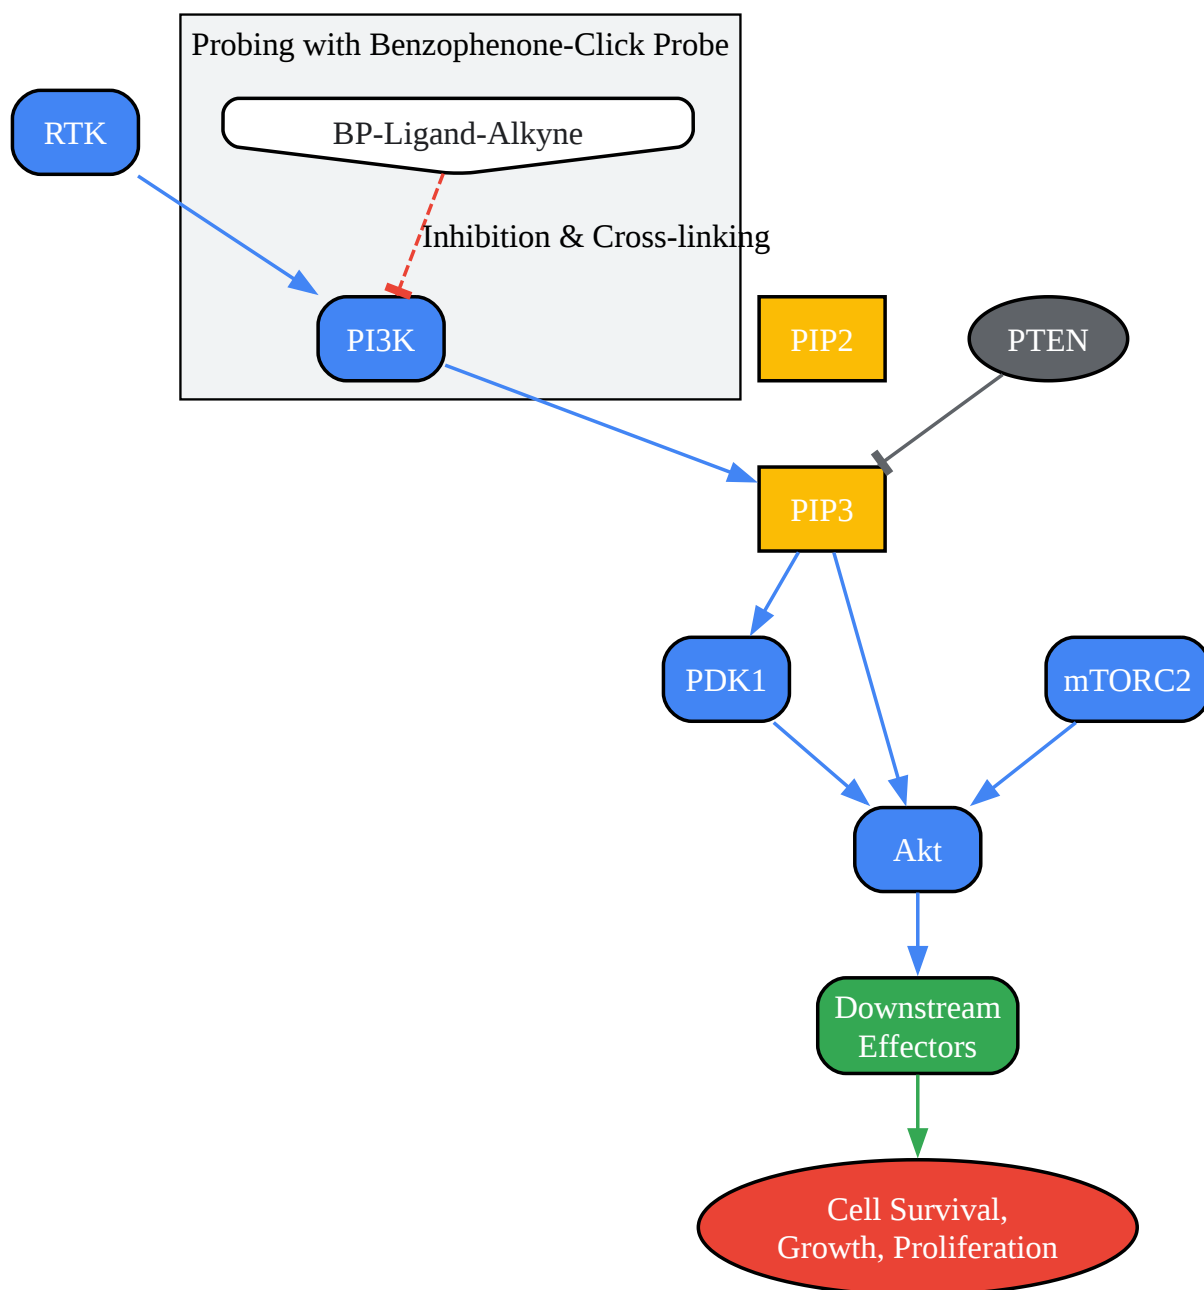 Probing with Benzophenone-Click Probe
RTK
BP-Ligand-Alkyne
Inhibition & Cross-linking
PI3K
PIP2
PTEN
PIP3
PDK1
mTORC2
Akt
Downstream
Effectors
Cell Survival,
Growth, Proliferation